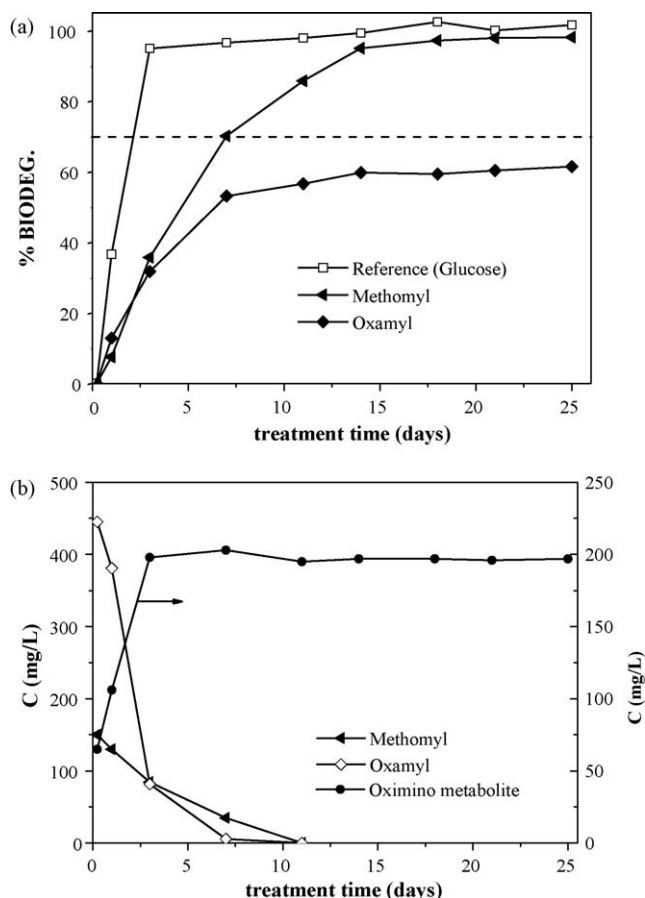 (a)
100
80
60
40
20
0
% BIODEG.
Reference (Glucose)
Methomyl
Oxamyl
0 5 10 15 20 25
treatment time (days)
(b)
500 250
400 200
300 150
200 100
100 50
0 0
C (mg/L)
C (mg/L)
Methomyl
Oxamyl
Oximino metabolite
0 5 10 15 20 25
treatment time (days)